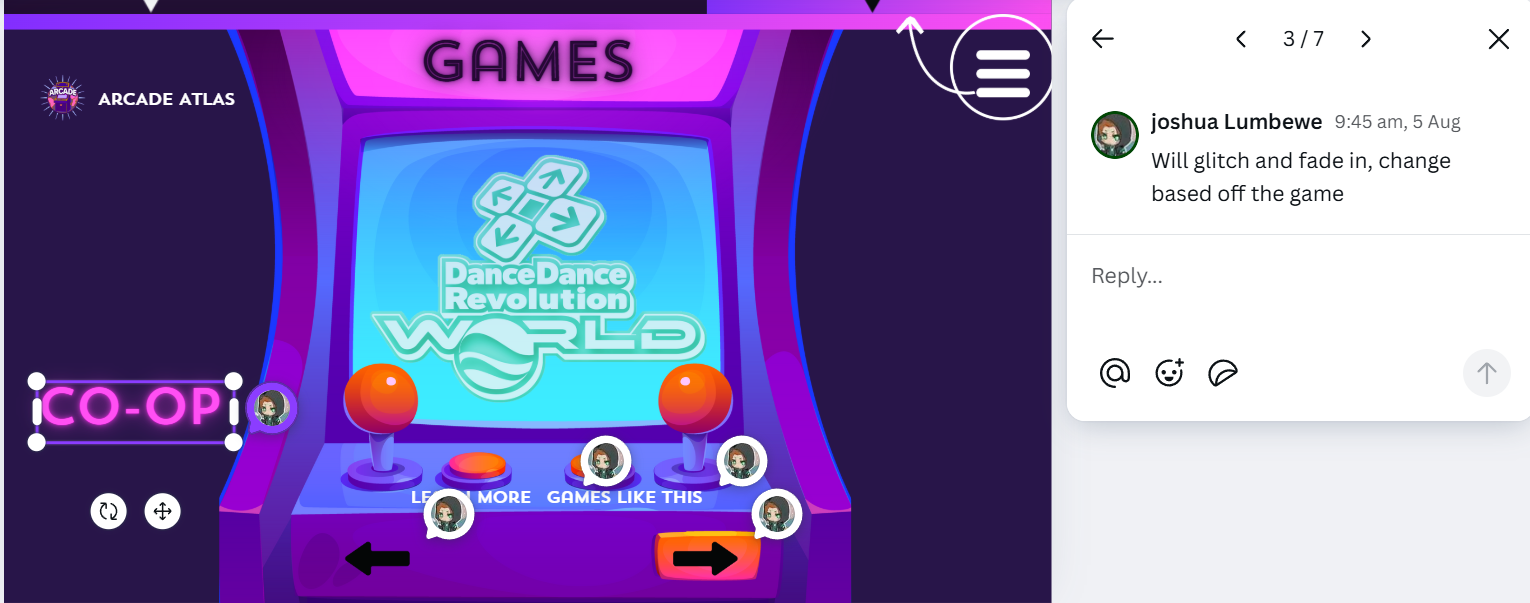 GAMES
ARCADE
ARCADE ATLAS
DanceDance
Revolution
WORLD
CO-OP
MORE
GAMES LIKE THIS
3 / 7
joshua Lumbewe 9:45 am, 5 Aug
Will glitch and fade in, change
based off the game
Reply...